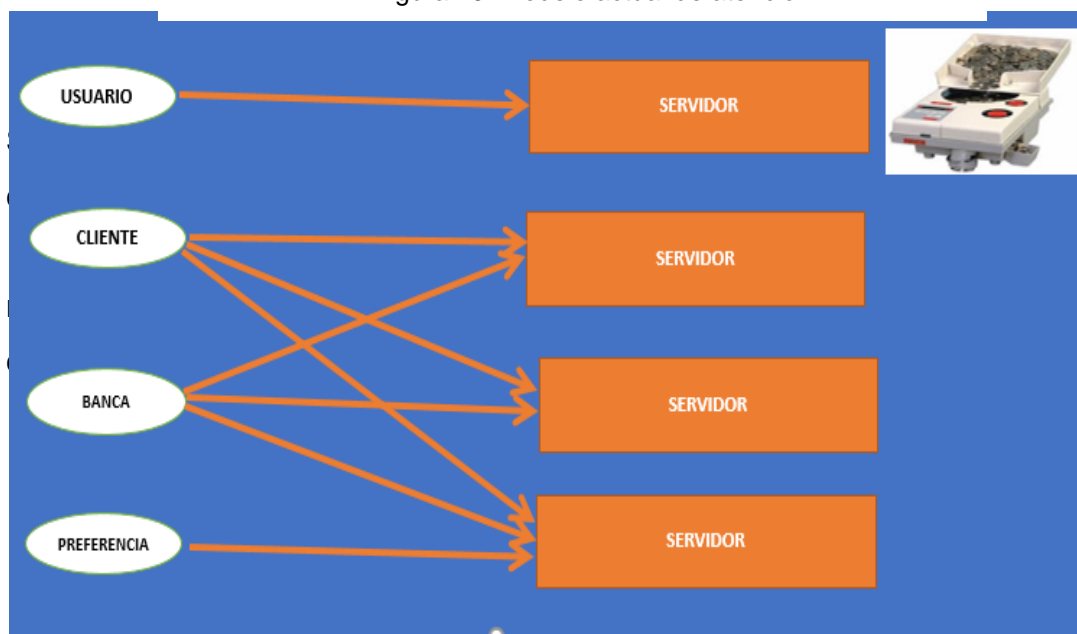 USUARIO
SERVIDOR
CLIENTE
SERVIDOR
BANCA
SERVIDOR
PREFERENCIA
SERVIDOR